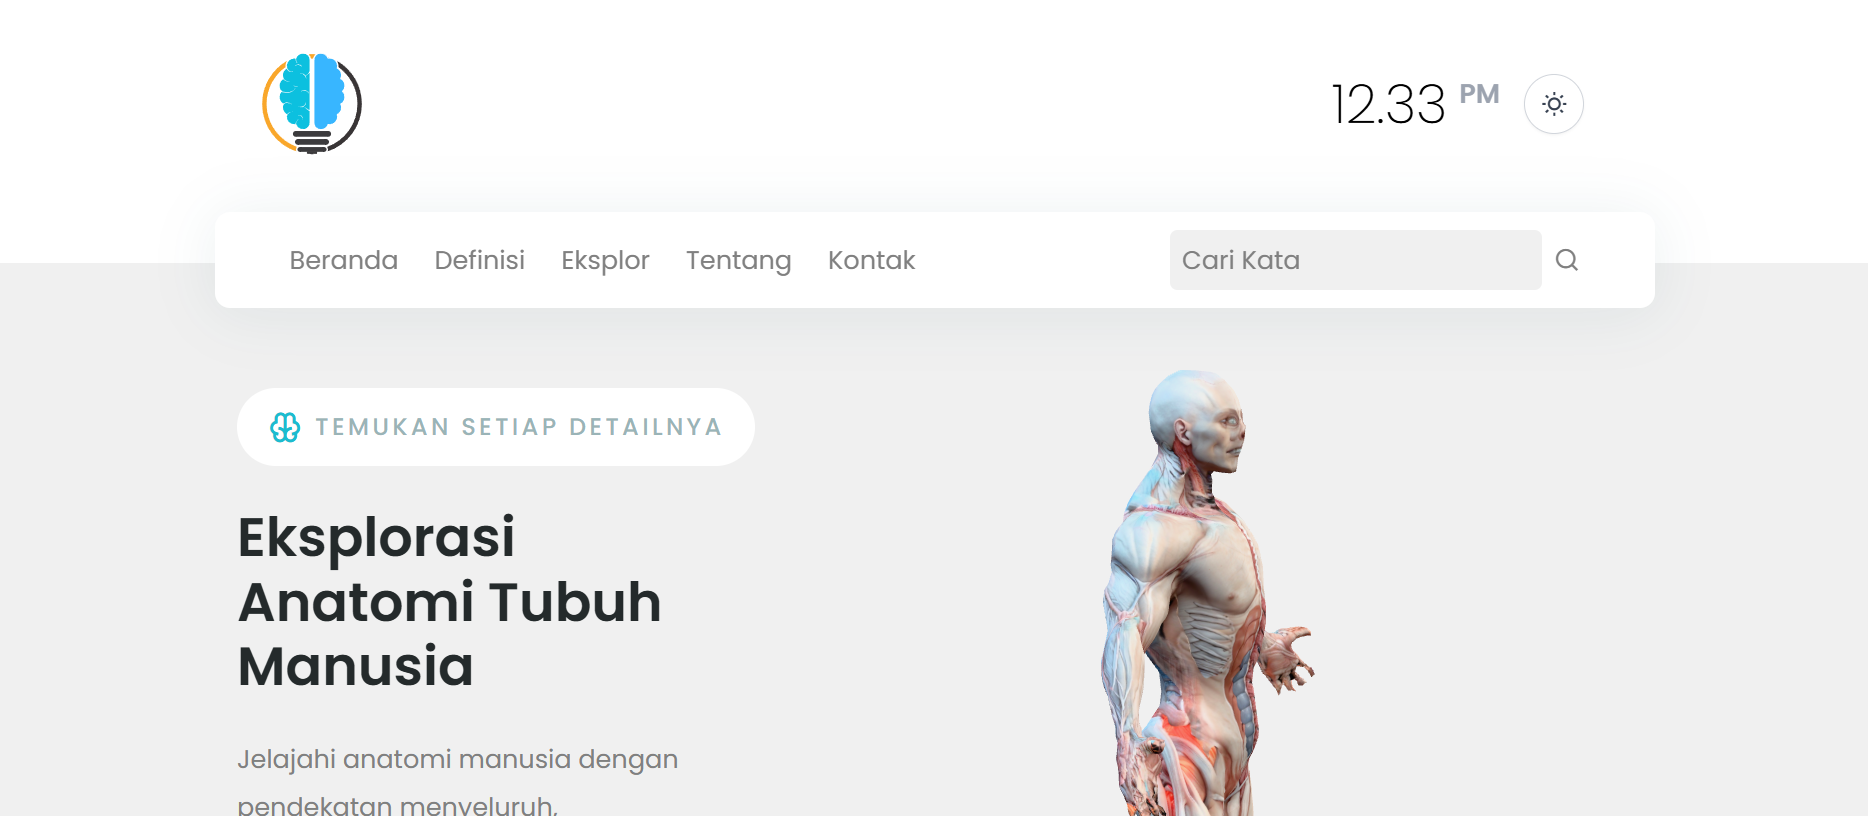 12.33 PM
Beranda Definisi Eksplor Tentang Kontak Cari Kata
TEMUKAN SETIAP DETAILNYA
Eksplorasi
Anatomi Tubuh
Manusia
Jelajahi anatomi manusia dengan
pendekatan menyeluruh,